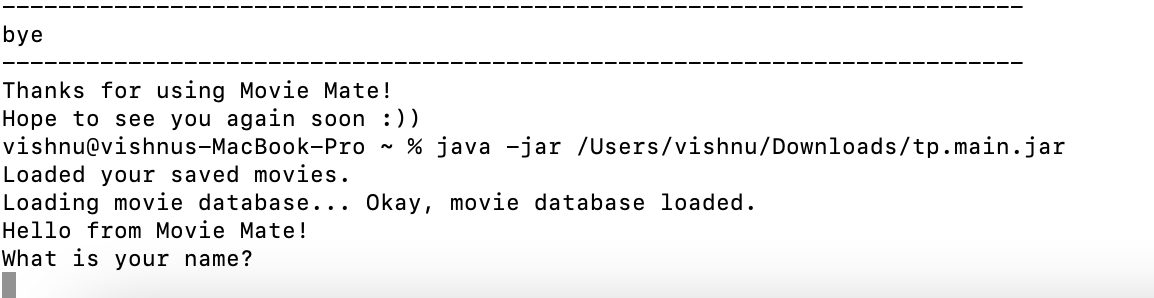 -------------------------------------------------------------------------
bye
-------------------------------------------------------------------------
Thanks for using Movie Mate!
Hope to see you again soon :))
vishnu@vishnus-MacBook-Pro ~ % java -jar /Users/vishnu/Downloads/tp.main.jar
Loaded your saved movies.
Loading movie database... Okay, movie database loaded.
Hello from Movie Mate!
What is your name?